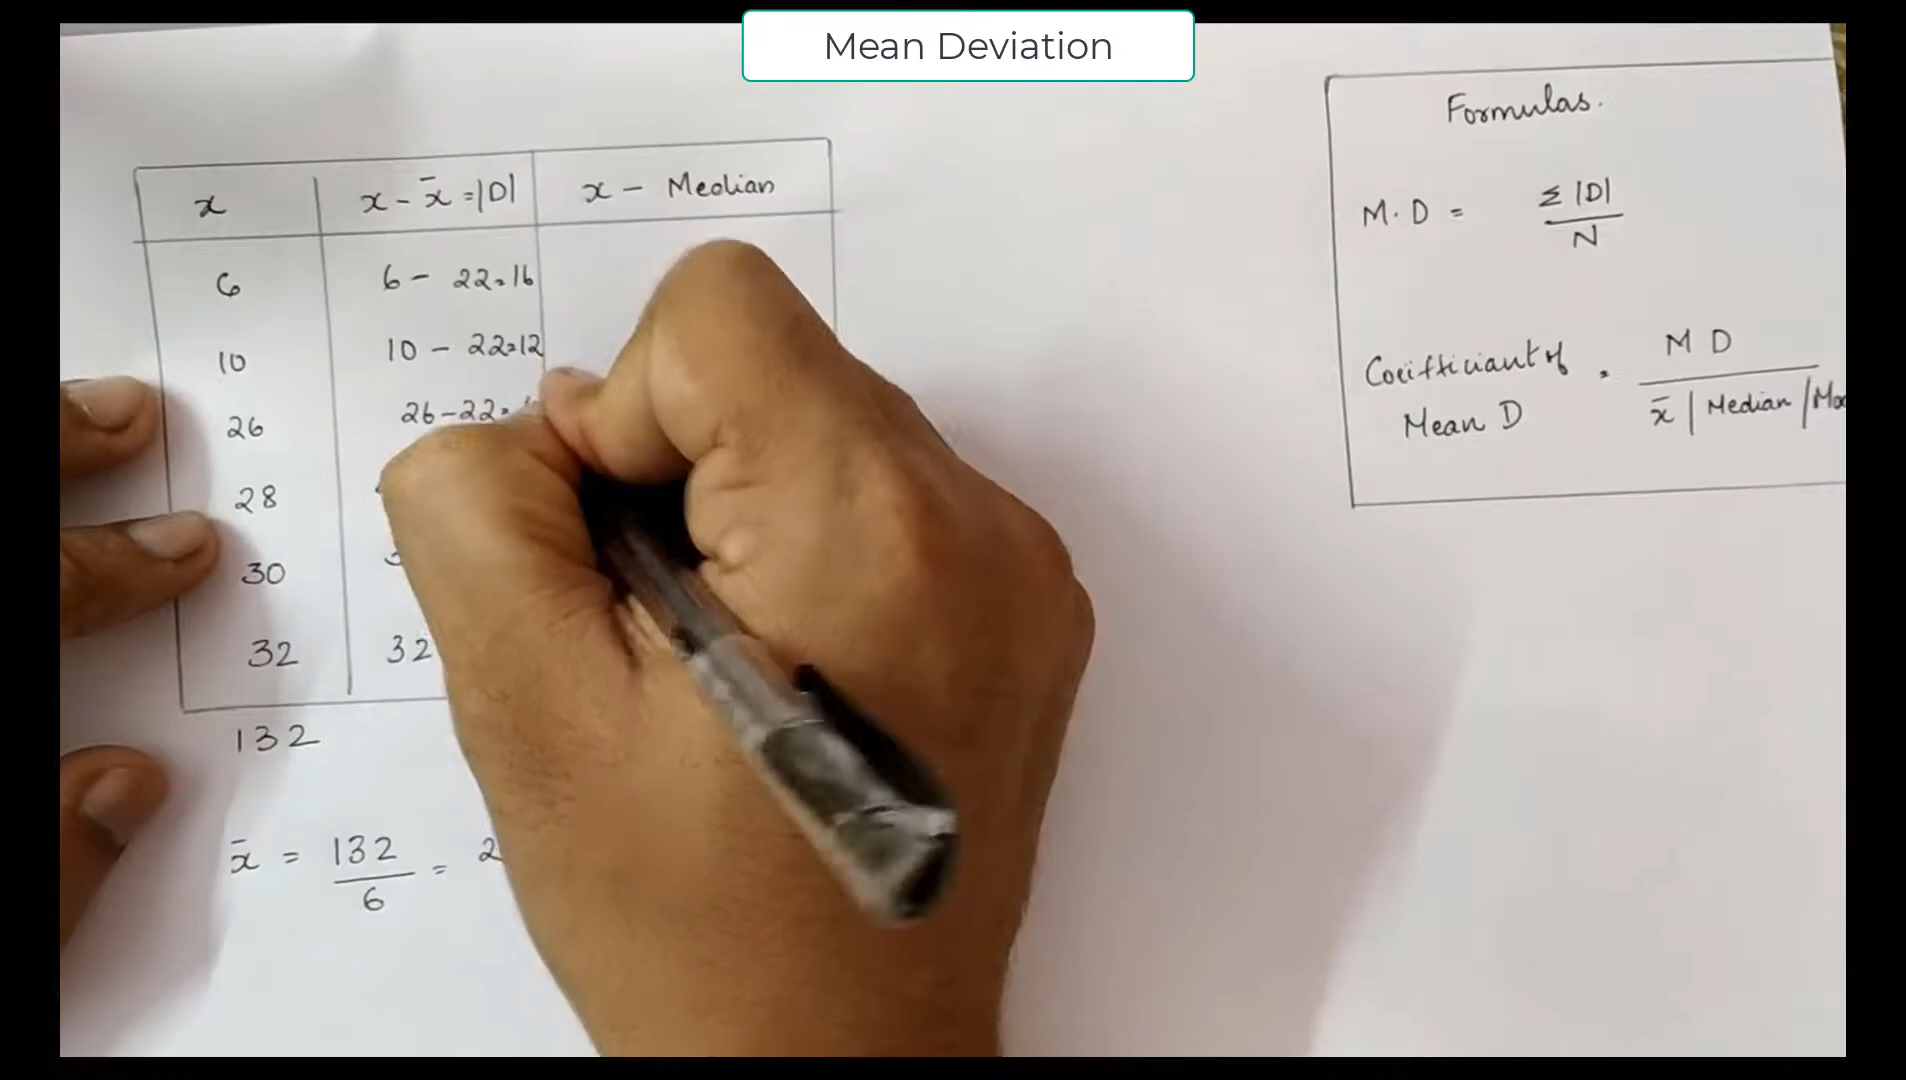 Mean Deviation
x | x - x̄ = |D| | x - Median
6 | 6 - 22 = 16
10 | 10 - 22 = 12
26 | 26 - 22 =
28
30
32 | 32
132
x̄ = 132 / 6 =
Formulas.
M.D = Σ |D| / N
Coeifficiant of Mean D = M D / x̄ | Median /